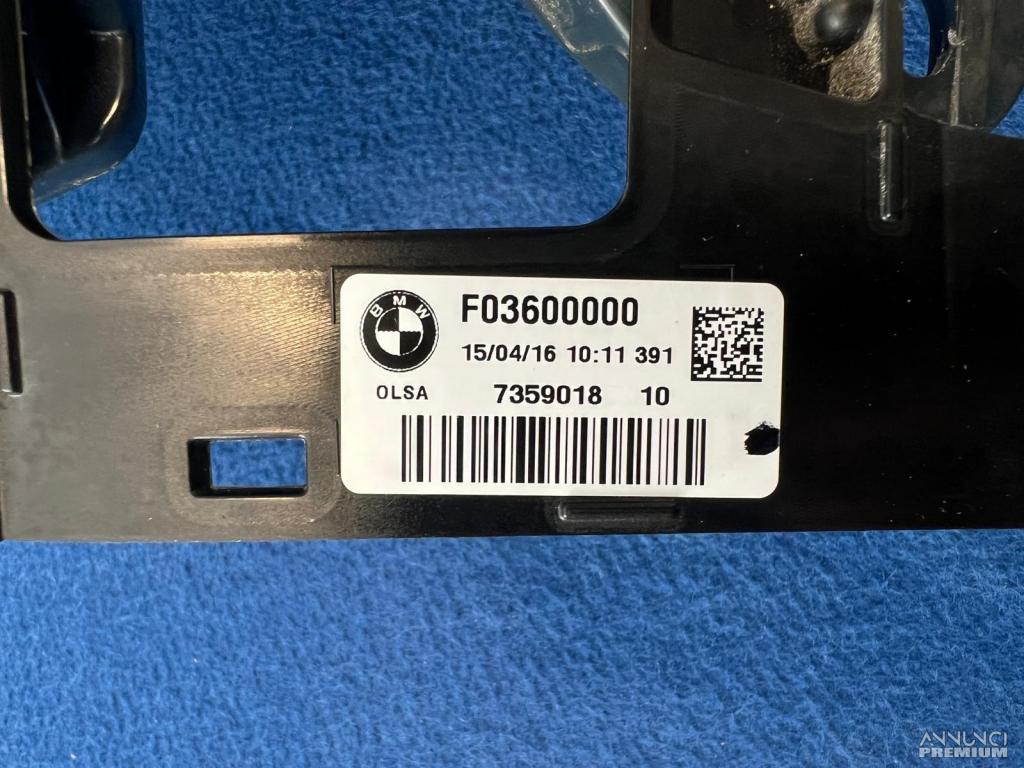 BMW
F03600000
15/04/16 10:11 391
OLSA 7359018 10
ANNUNCI
PREMIUM